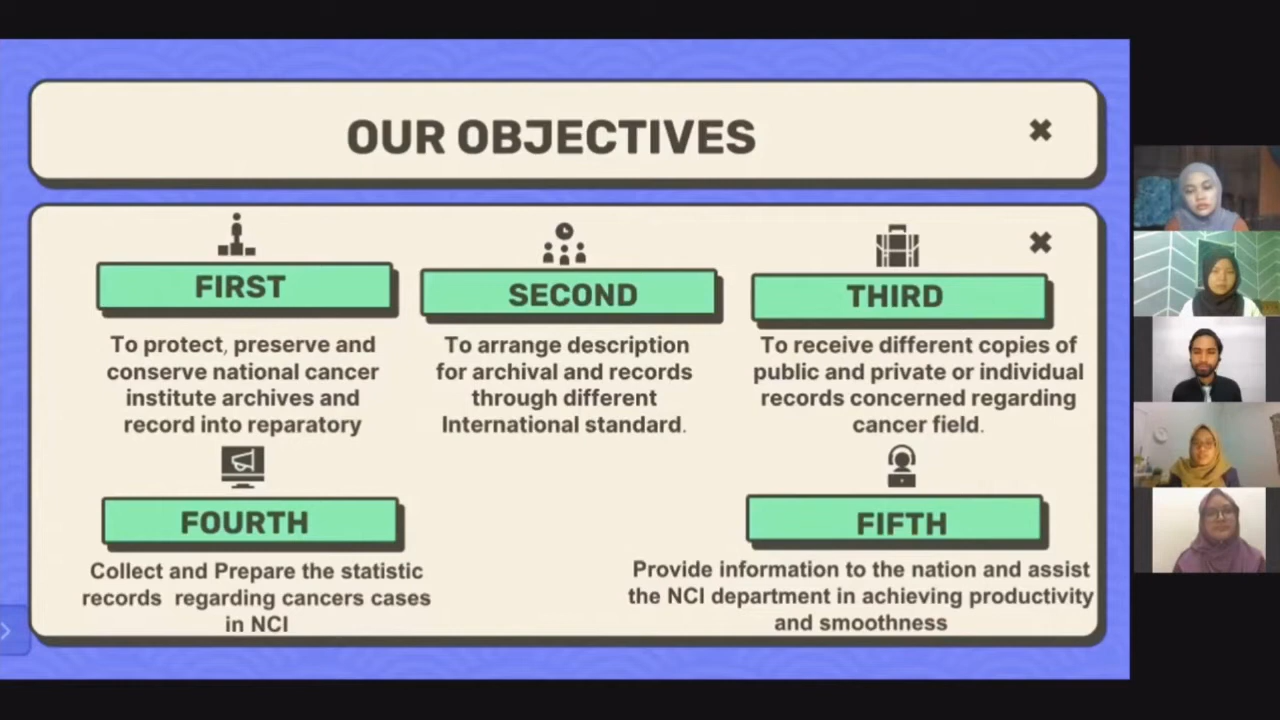 OUR OBJECTIVES
FIRST
To protect, preserve and
conserve national cancer
institute archives and
record into reparatory
SECOND
To arrange description
for archival and records
through different
International standard.
THIRD
To receive different copies of
public and private or individual
records concerned regarding
cancer field.
FOURTH
Collect and Prepare the statistic
records regarding cancers cases
in NCI
FIFTH
Provide information to the nation and assist
the NCI department in achieving productivity
and smoothness